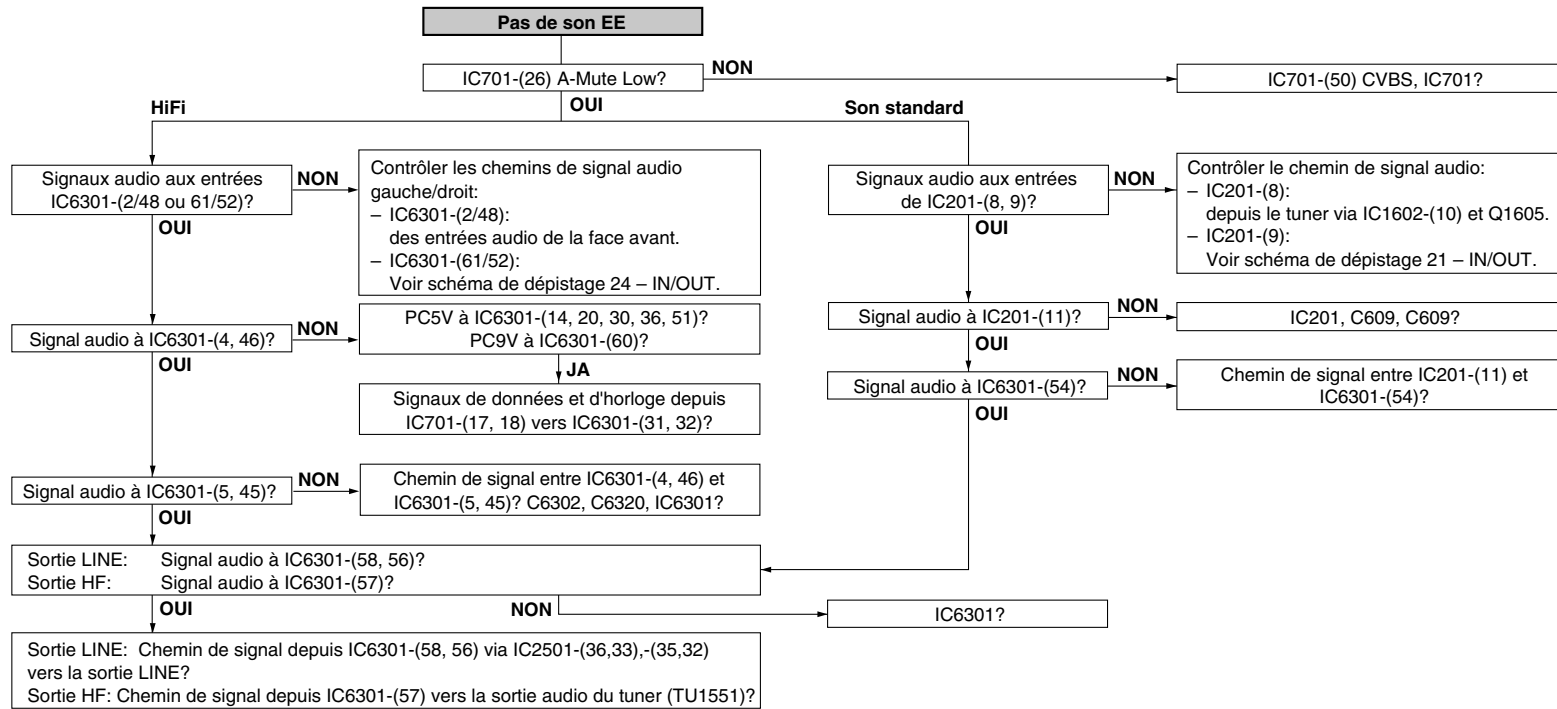 Pas de son EE
IC701-(26) A-Mute Low?
NON
IC701-(50) CVBS, IC701?
OUI
HiFi
Son standard
Signaux audio aux entrées
IC6301-(2/48 ou 61/52)?
NON
Contrôler les chemins de signal audio
gauche/droit:
– IC6301-(2/48):
des entrées audio de la face avant.
– IC6301-(61/52):
Voir schéma de dépistage 24 – IN/OUT.
OUI
Signaux audio aux entrées
de IC201-(8, 9)?
NON
Contrôler le chemin de signal audio:
– IC201-(8):
depuis le tuner via IC1602-(10) et Q1605.
– IC201-(9):
Voir schéma de dépistage 21 – IN/OUT.
OUI
Signal audio à IC6301-(4, 46)?
NON
PC5V à IC6301-(14, 20, 30, 36, 51)?
PC9V à IC6301-(60)?
OUI
JA
Signaux de données et d'horloge depuis
IC701-(17, 18) vers IC6301-(31, 32)?
Signal audio à IC201-(11)?
NON
IC201, C609, C609?
OUI
Signal audio à IC6301-(54)?
NON
Chemin de signal entre IC201-(11) et
IC6301-(54)?
OUI
Signal audio à IC6301-(5, 45)?
NON
Chemin de signal entre IC6301-(4, 46) et
IC6301-(5, 45)? C6302, C6320, IC6301?
OUI
Sortie LINE: Signal audio à IC6301-(58, 56)?
Sortie HF: Signal audio à IC6301-(57)?
OUI
NON
IC6301?
Sortie LINE: Chemin de signal depuis IC6301-(58, 56) via IC2501-(36,33),-(35,32)
vers la sortie LINE?
Sortie HF: Chemin de signal depuis IC6301-(57) vers la sortie audio du tuner (TU1551)?